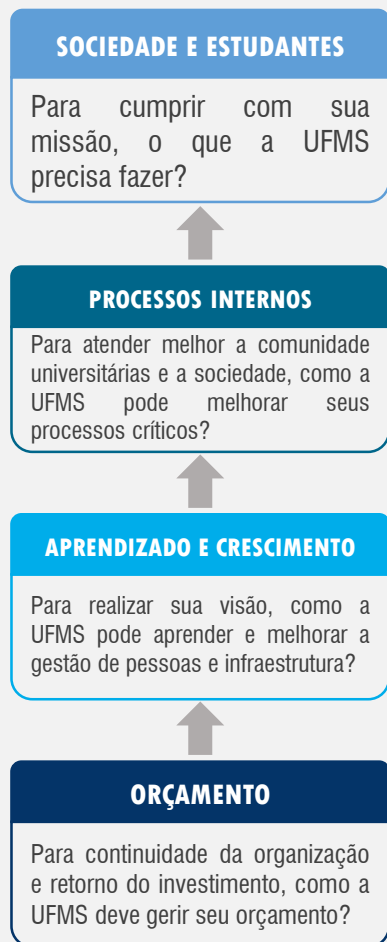 SOCIEDADE E ESTUDANTES
Para cumprir com sua
missão, o que a UFMS
precisa fazer?
PROCESSOS INTERNOS
Para atender melhor a comunidade
universitárias e a sociedade, como a
UFMS pode melhorar seus
processos críticos?
APRENDIZADO E CRESCIMENTO
Para realizar sua visão, como a
UFMS pode aprender e melhorar a
gestão de pessoas e infraestrutura?
ORÇAMENTO
Para continuidade da organização
e retorno do investimento, como a
UFMS deve gerir seu orçamento?